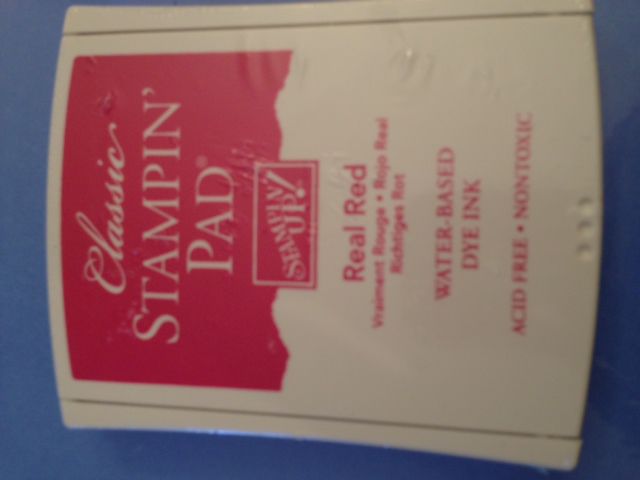 Classic
STAMPIN'
PAD®
STAMPIN'
UP!
Real Red
Vraiment Rouge • Rojo Real
Richtiges Rot
WATER-BASED
DYE INK
ACID FREE • NONTOXIC